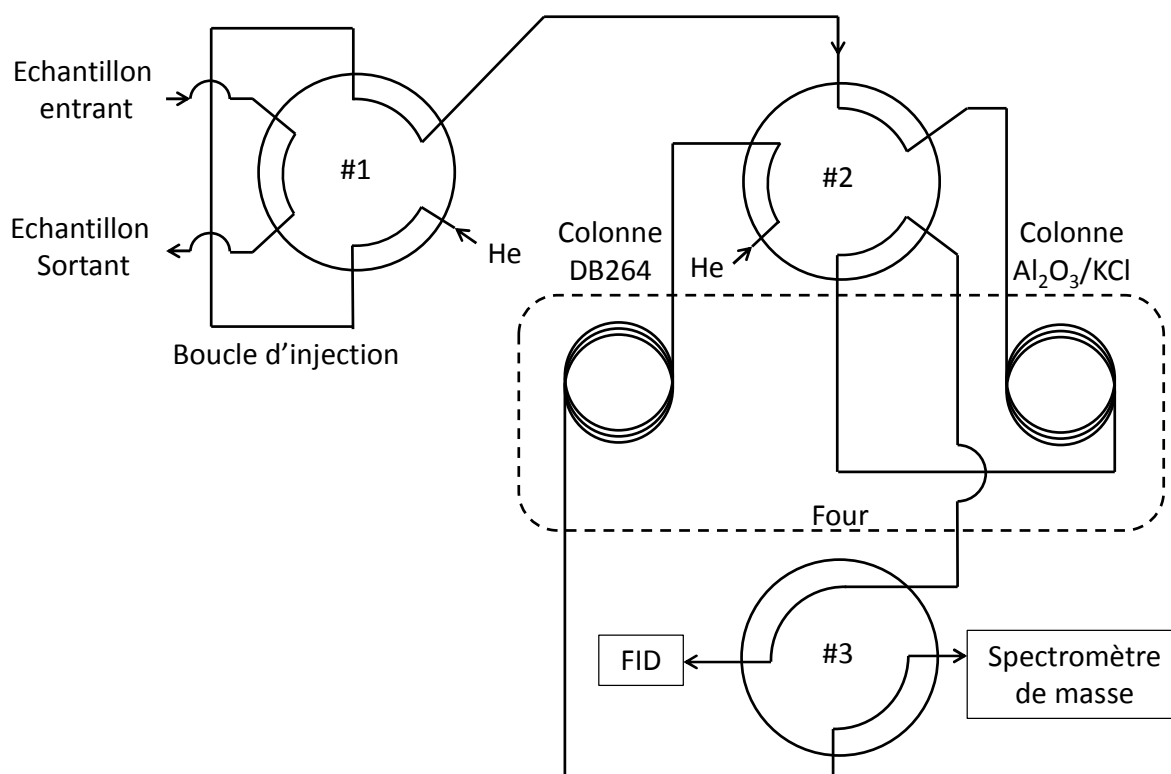 Echantillon
entrant
#1
#2
Echantillon
Sortant
He
Colonne
DB264
He
Colonne
Al₂O₃/KCl
Boucle d'injection
Four
FID
#3
Spectromètre
de masse